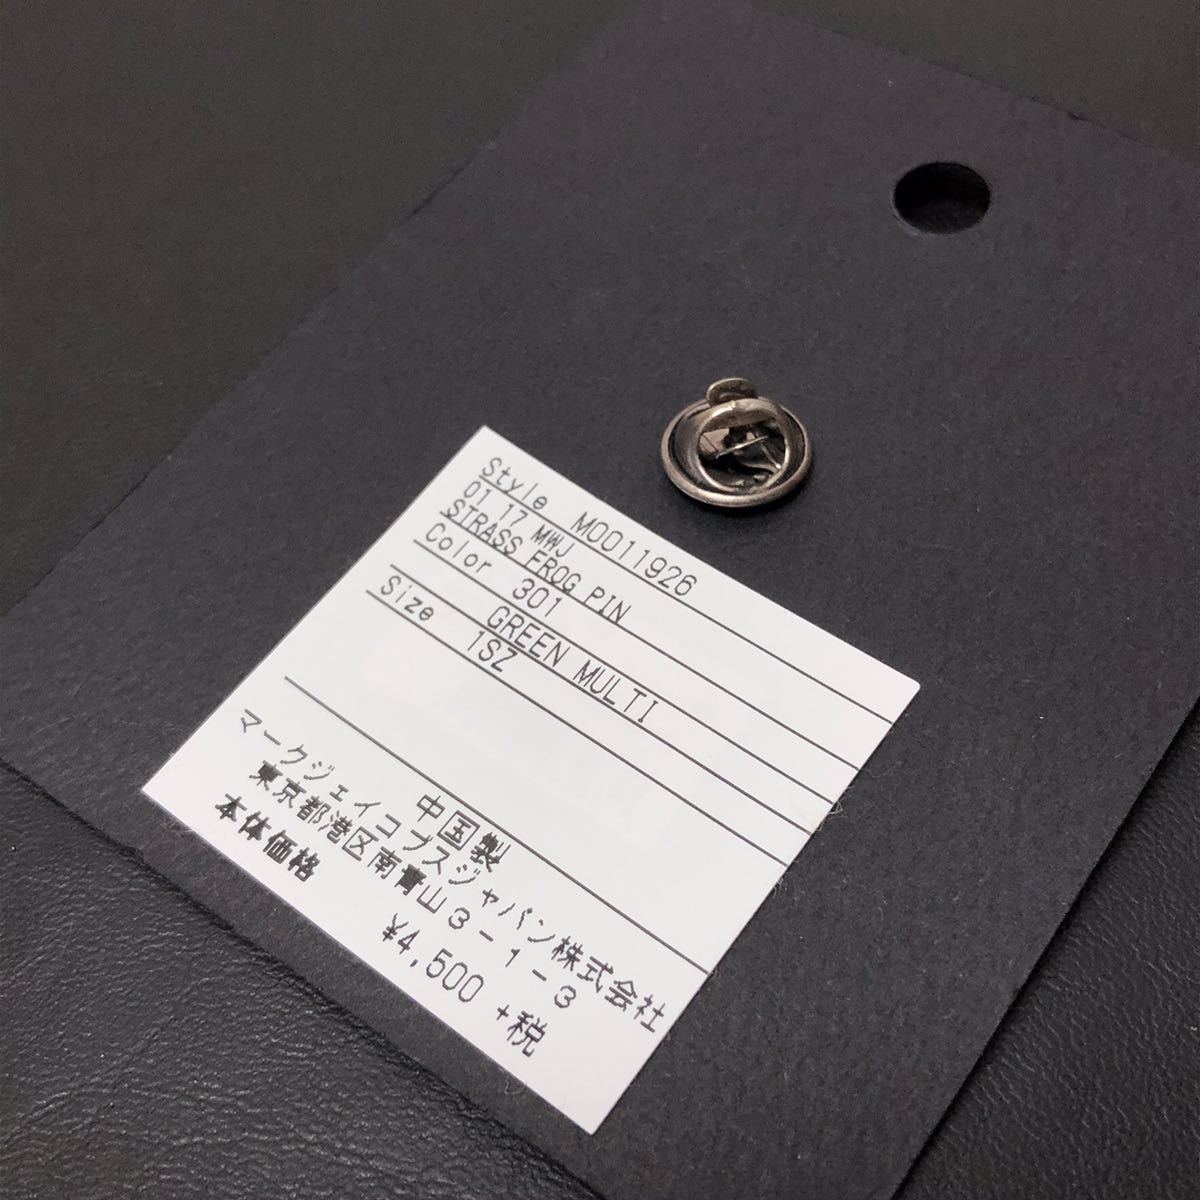 Style M0011926
01 17 MWJ
STRASS FROG PIN
Color 301
GREEN MULTI
Size 1SZ
中国製
マークジェイコブスジャパン株式会社
東京都港区南青山3-1-3
本体価格
¥4,500 +税